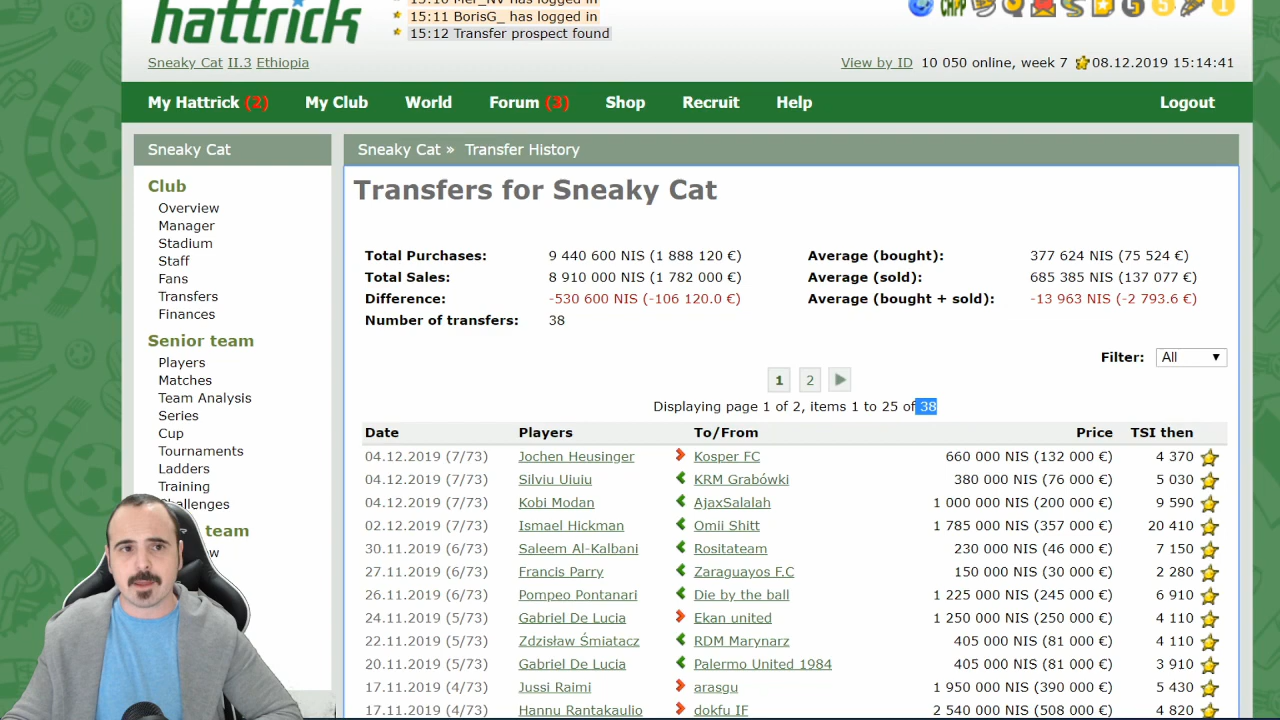 hattrick
15:10 Mer_NV has logged in
15:11 BorisG_ has logged in
15:12 Transfer prospect found
Sneaky Cat II.3 Ethiopia
View by ID 10 050 online, week 7 08.12.2019 15:14:41
My Hattrick (2) My Club World Forum (3) Shop Recruit Help Logout
Sneaky Cat
Club
Overview
Manager
Stadium
Staff
Fans
Transfers
Finances
Senior team
Players
Matches
Team Analysis
Series
Cup
Tournaments
Ladders
Training
team
Sneaky Cat » Transfer History
Transfers for Sneaky Cat
Total Purchases: 9 440 600 NIS (1 888 120 €) Average (bought): 377 624 NIS (75 524 €)
Total Sales: 8 910 000 NIS (1 782 000 €) Average (sold): 685 385 NIS (137 077 €)
Difference: -530 600 NIS (-106 120.0 €) Average (bought + sold): -13 963 NIS (-2 793.6 €)
Number of transfers: 38
Filter: All
1 2
Displaying page 1 of 2, items 1 to 25 of 38
Date Players To/From Price TSI then
04.12.2019 (7/73) Jochen Heusinger Kosper FC 660 000 NIS (132 000 €) 4 370
04.12.2019 (7/73) Silviu Uiuiu KRM Grabówki 380 000 NIS (76 000 €) 5 030
04.12.2019 (7/73) Kobi Modan AjaxSalalah 1 000 000 NIS (200 000 €) 9 590
02.12.2019 (7/73) Ismael Hickman Omii Shitt 1 785 000 NIS (357 000 €) 20 410
30.11.2019 (6/73) Saleem Al-Kalbani Rositateam 230 000 NIS (46 000 €) 7 150
27.11.2019 (6/73) Francis Parry Zaraguayos F.C 150 000 NIS (30 000 €) 2 280
26.11.2019 (6/73) Pompeo Pontanari Die by the ball 1 225 000 NIS (245 000 €) 6 910
24.11.2019 (6/73) Gabriel De Lucia Ekan united 1 250 000 NIS (250 000 €) 4 110
22.11.2019 (5/73) Zdzisław Śmiatacz RDM Marynarz 405 000 NIS (81 000 €) 4 110
20.11.2019 (5/73) Gabriel De Lucia Palermo United 1984 405 000 NIS (81 000 €) 3 910
17.11.2019 (4/73) Jussi Raimi arasgu 1 950 000 NIS (390 000 €) 5 430
17.11.2019 (4/73) Hannu Rantakaulio dokfu IF 2 540 000 NIS (508 000 €) 4 820